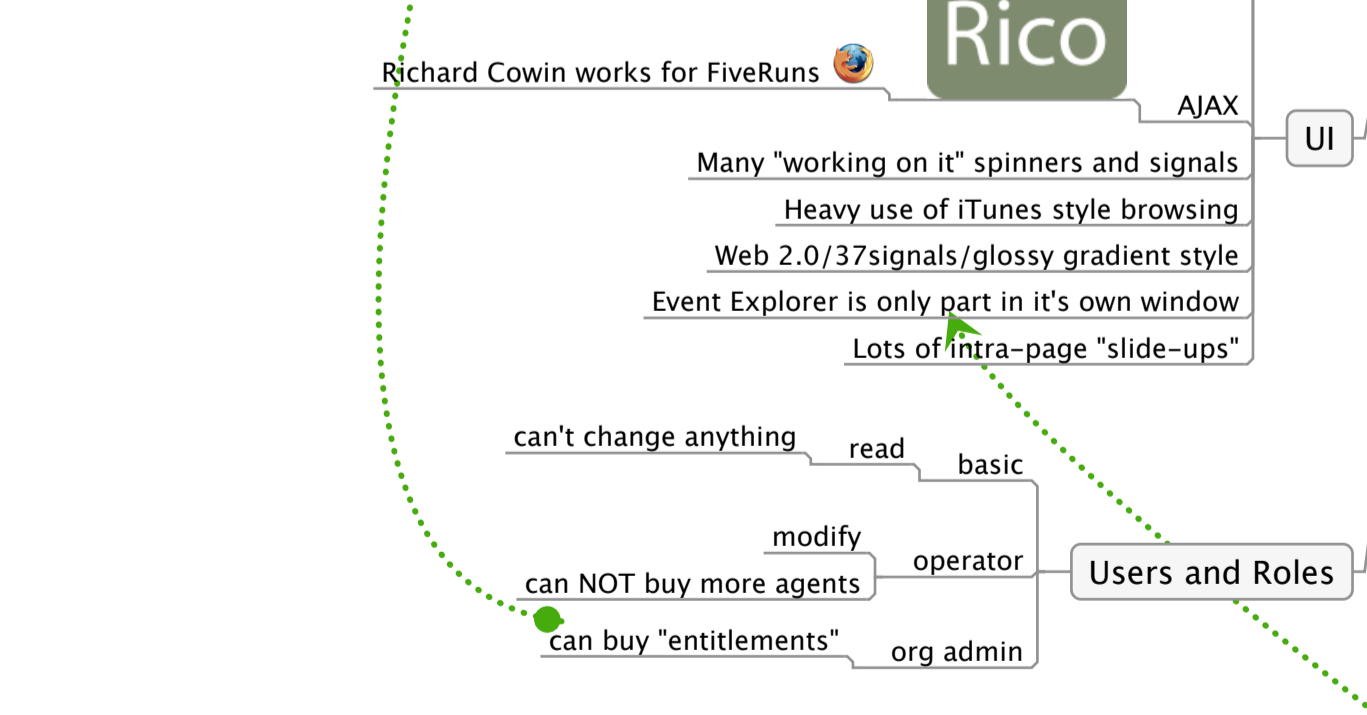 Rico
Richard Cowin works for FiveRuns
AJAX
UI
Many "working on it" spinners and signals
Heavy use of iTunes style browsing
Web 2.0/37signals/glossy gradient style
Event Explorer is only part in it's own window
Lots of intra-page "slide-ups"
can't change anything
read
basic
modify
operator
can NOT buy more agents
Users and Roles
can buy "entitlements"
org admin